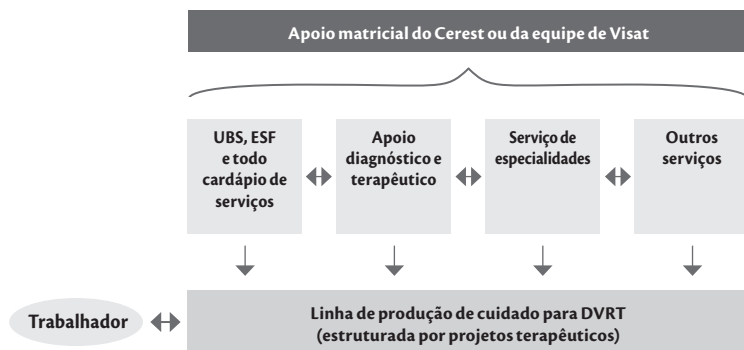 Apoio matricial do Cerest ou da equipe de Visat
UBS, ESF
e todo
cardápio de
serviços
Apoio
diagnóstico e
terapêutico
Serviço de
especialidades
Outros
serviços
Trabalhador
Linha de produção de cuidado para DVRT
(estruturada por projetos terapêuticos)